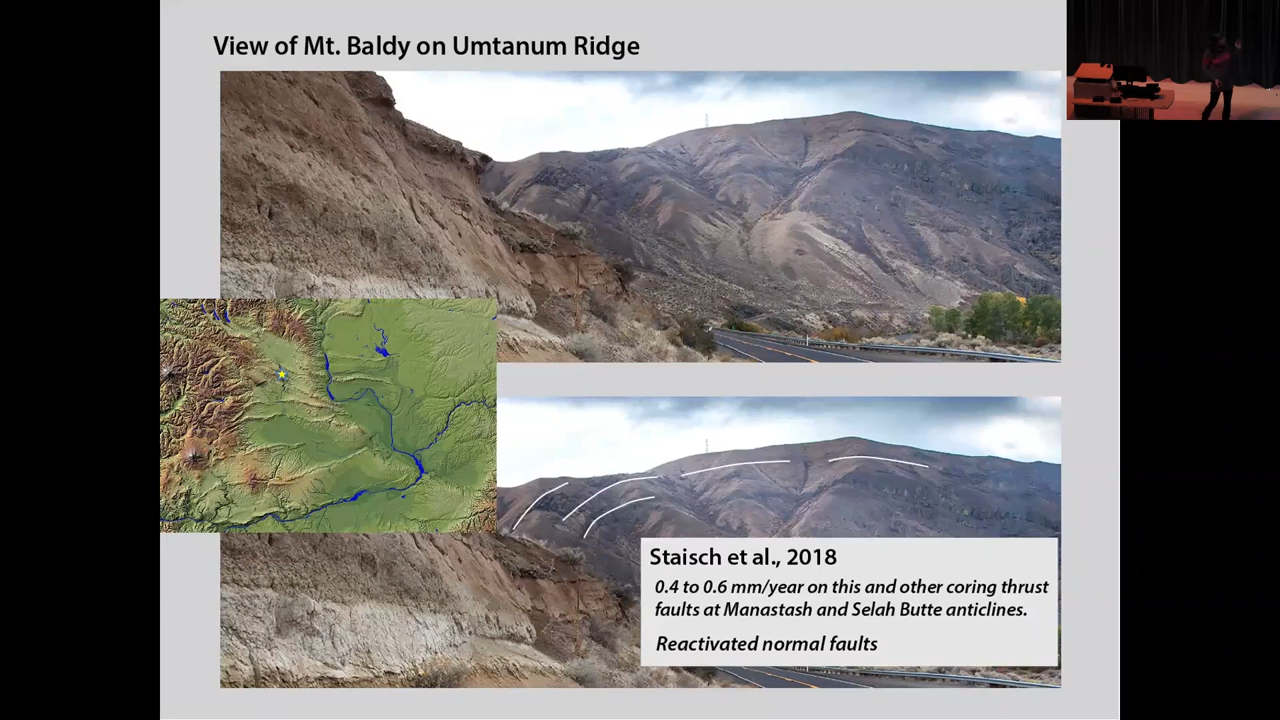 View of Mt. Baldy on Umtanum Ridge
Staisch et al., 2018
0.4 to 0.6 mm/year on this and other coring thrust
faults at Manastash and Selah Butte anticlines.
Reactivated normal faults